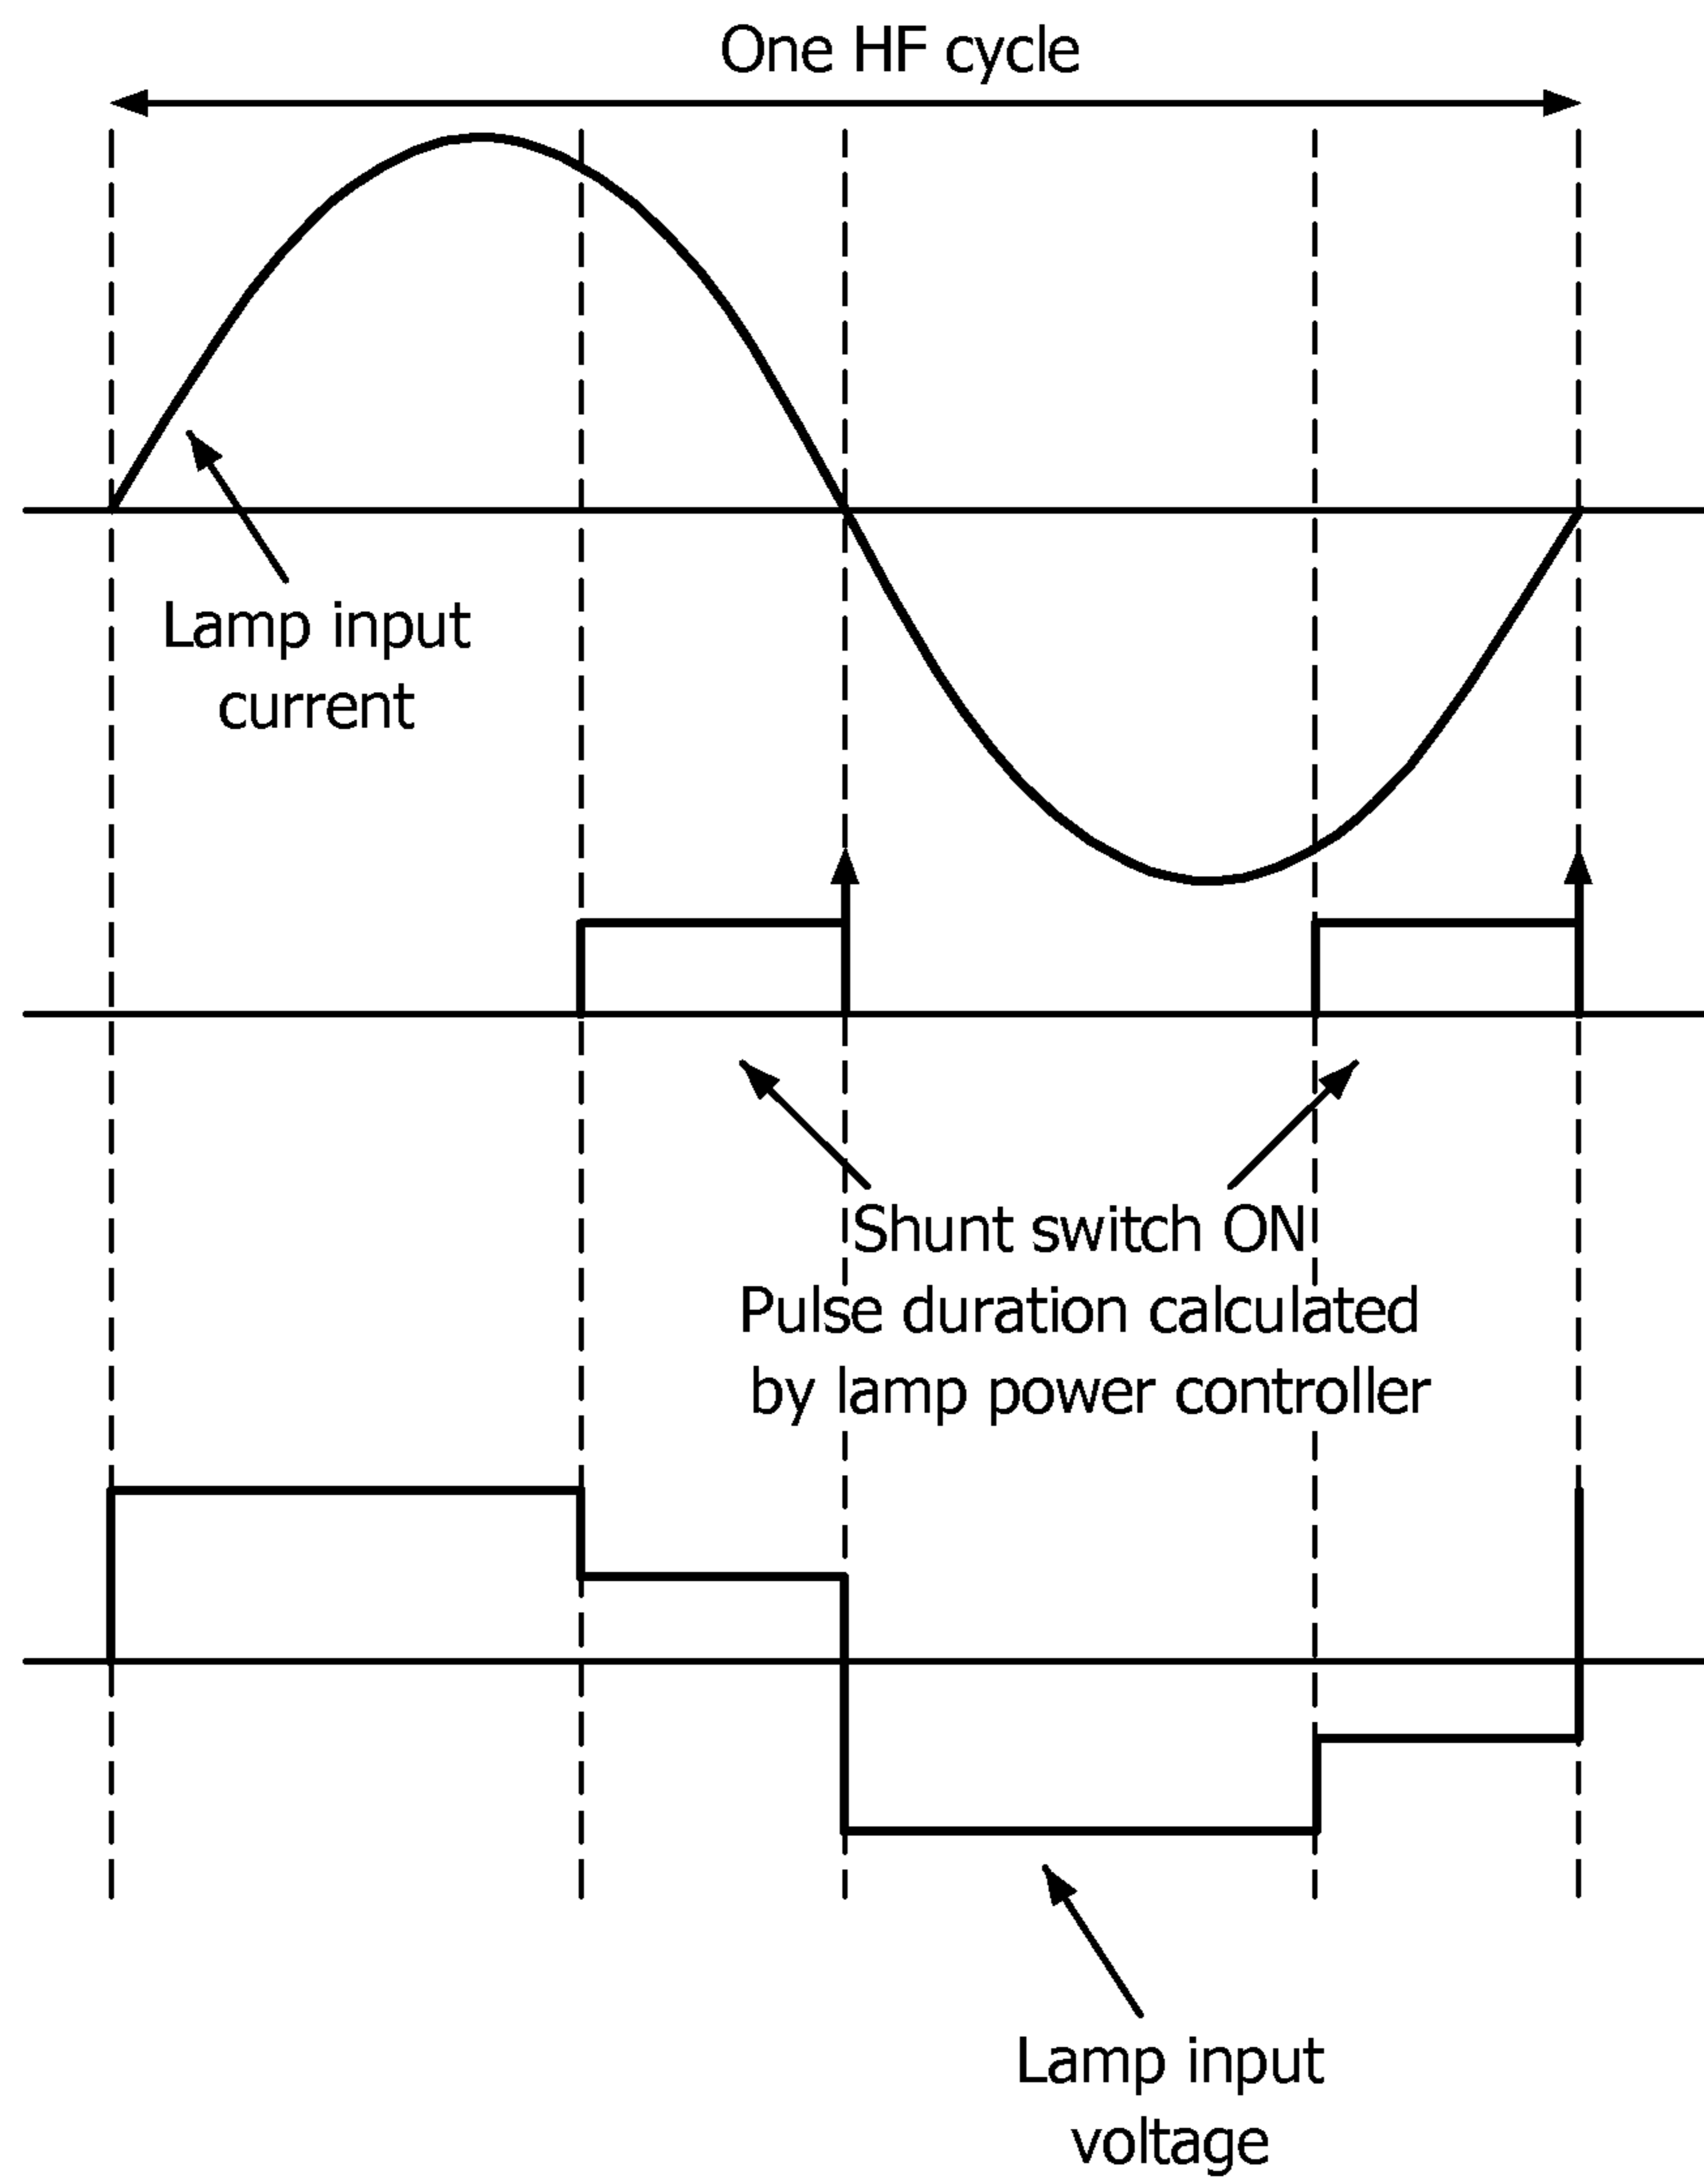 One HF cycle
Lamp input
current
Shunt switch ON
Pulse duration calculated
by lamp power controller
Lamp input
voltage